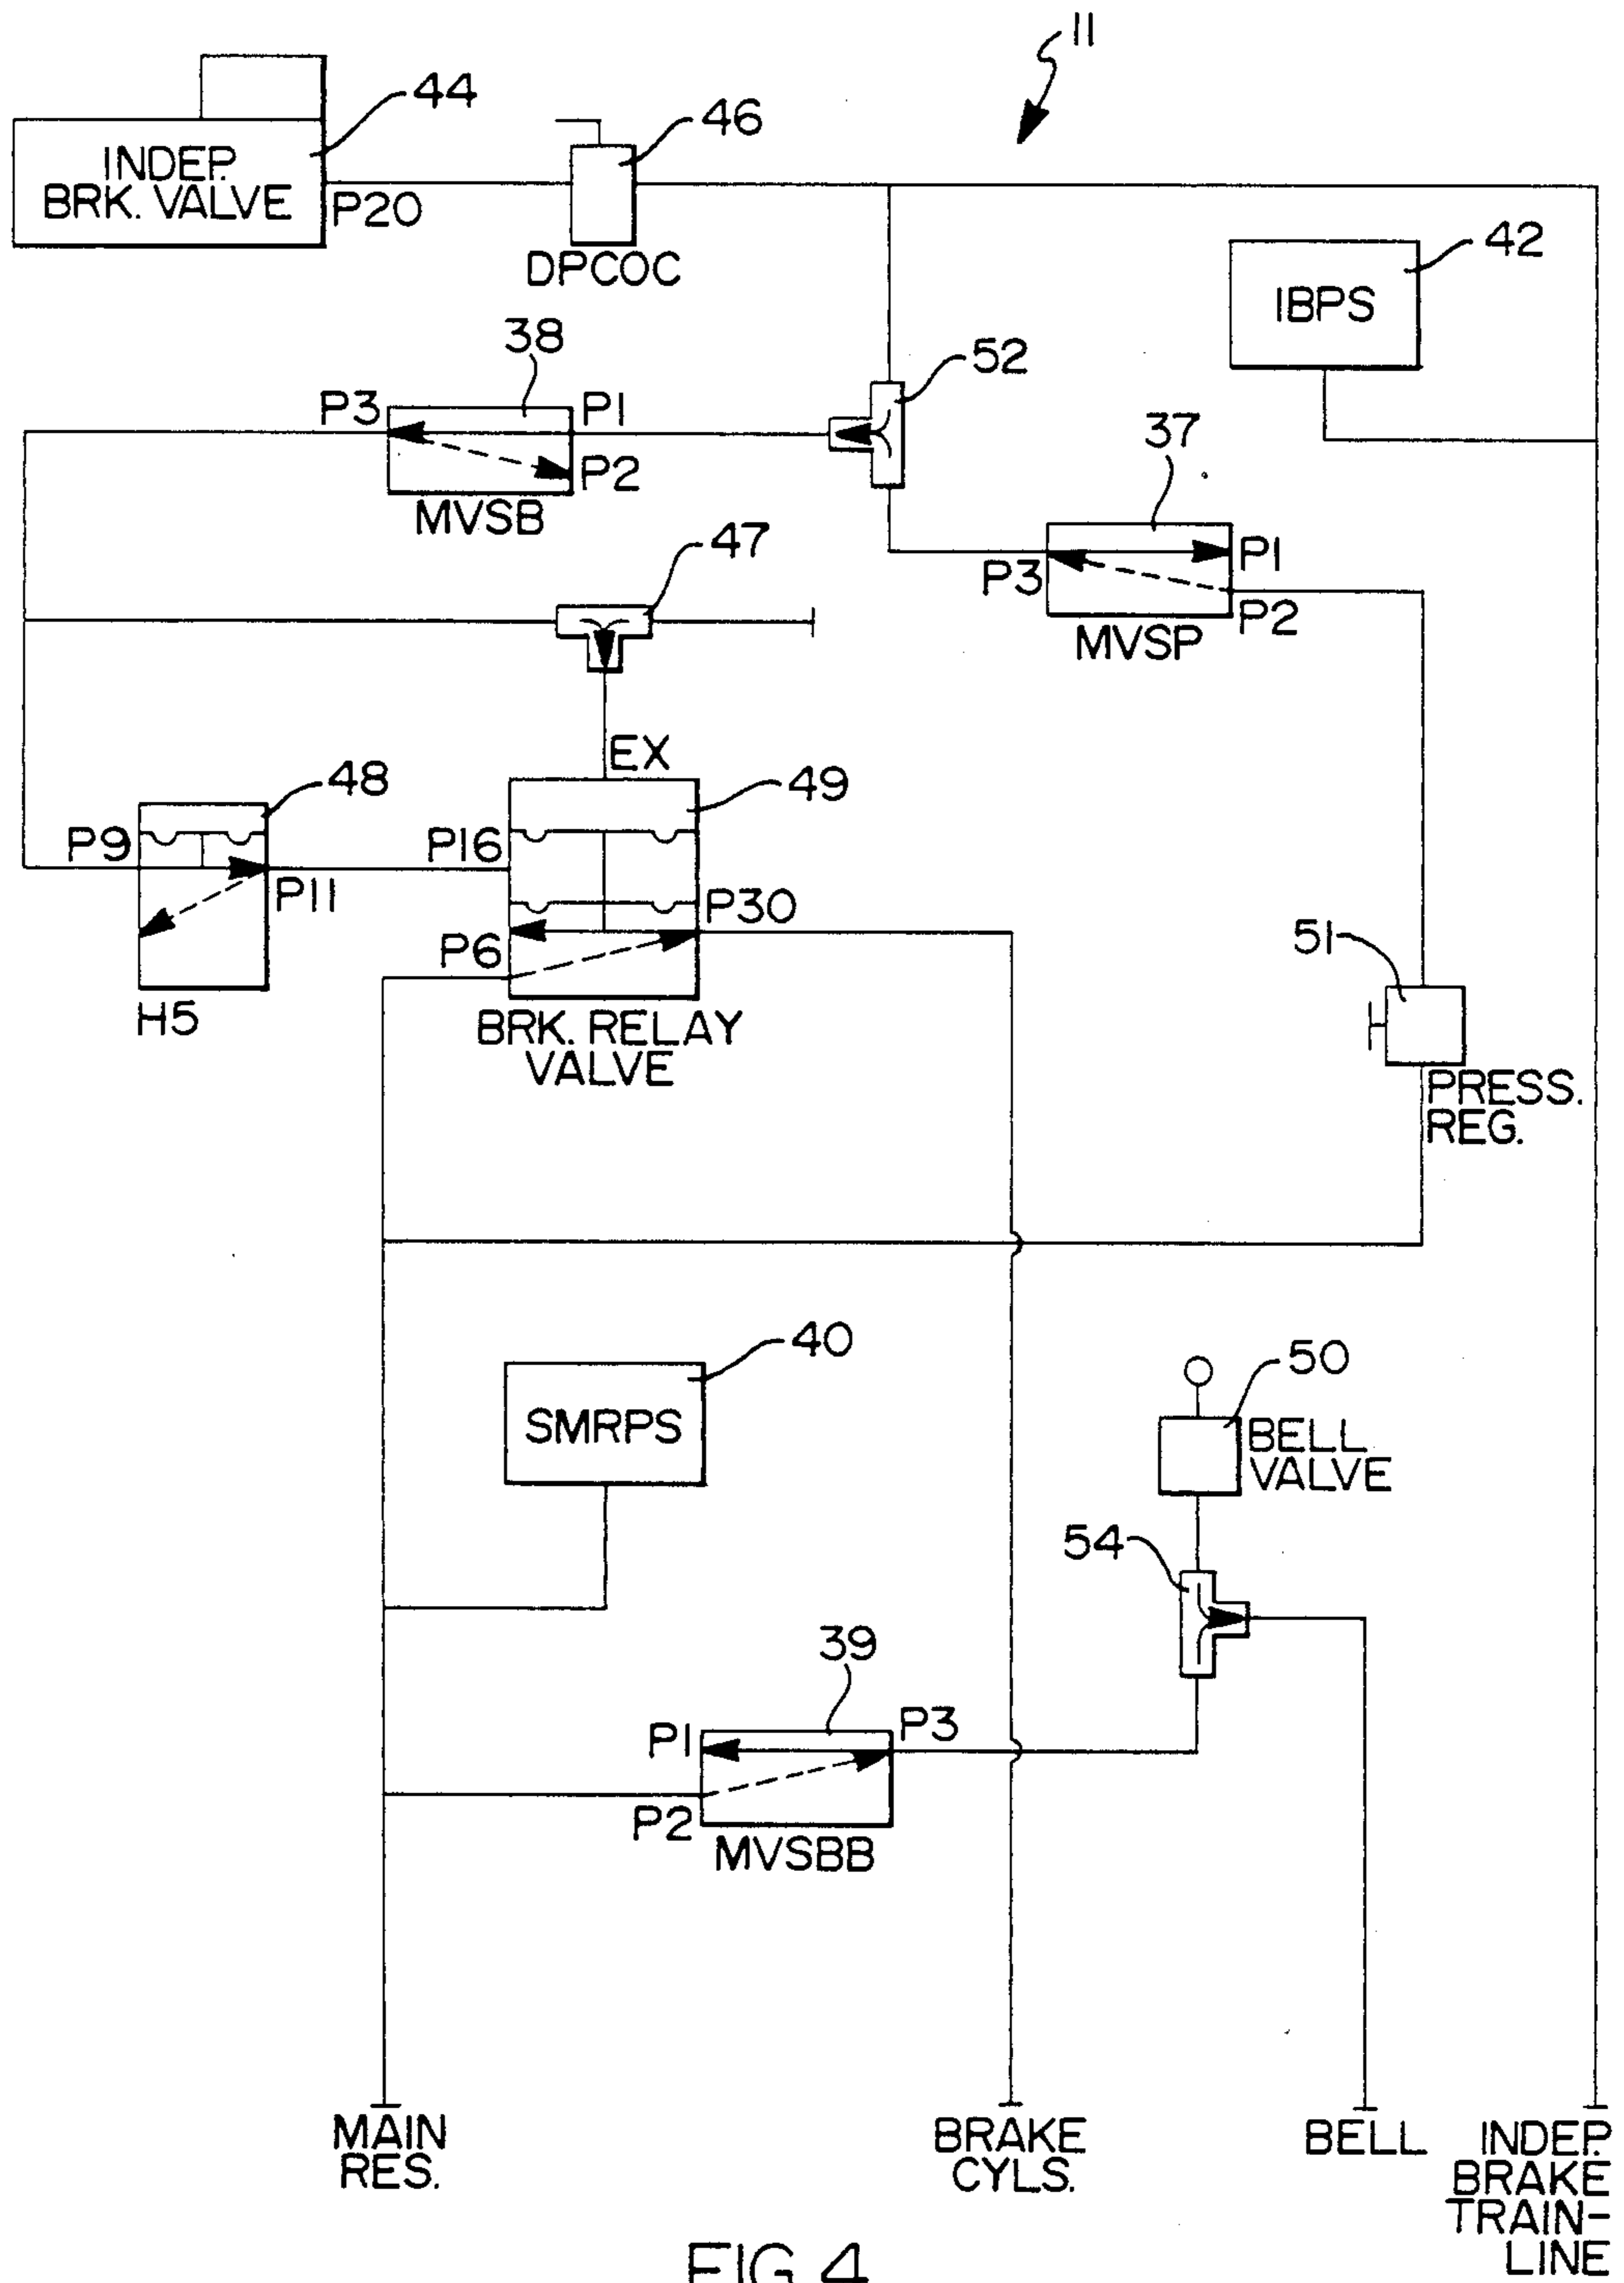 11
44
INDEP.
BRK. VALVE
P20
46
DPCOC
42
IBPS
38
P3
P1
P2
MVSB
52
37
P3
P1
P2
MVSP
47
EX
48
P9
P11
H5
49
P16
P30
P6
BRK. RELAY
VALVE
51
PRESS.
REG.
40
SMRPS
50
BELL
VALVE
54
39
P1
P3
P2
MVSBB
MAIN
RES.
BRAKE
CYLS.
BELL
INDEP.
BRAKE
TRAIN-
LINE
FIG. 4